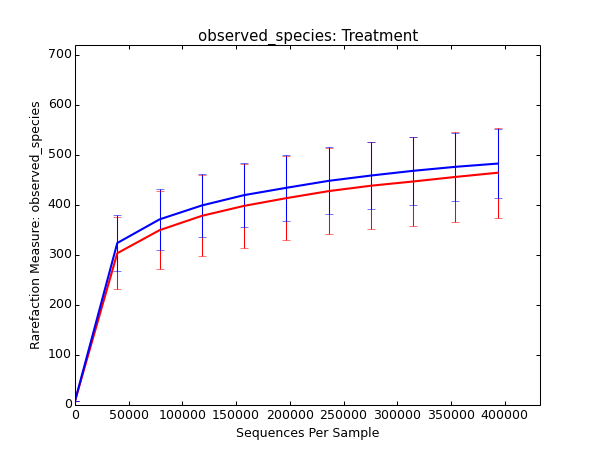 observed_species: Treatment
700
600
500
400
300
200
100
0
Rarefaction Measure: observed_species
0 50000 100000 150000 200000 250000 300000 350000 400000
Sequences Per Sample